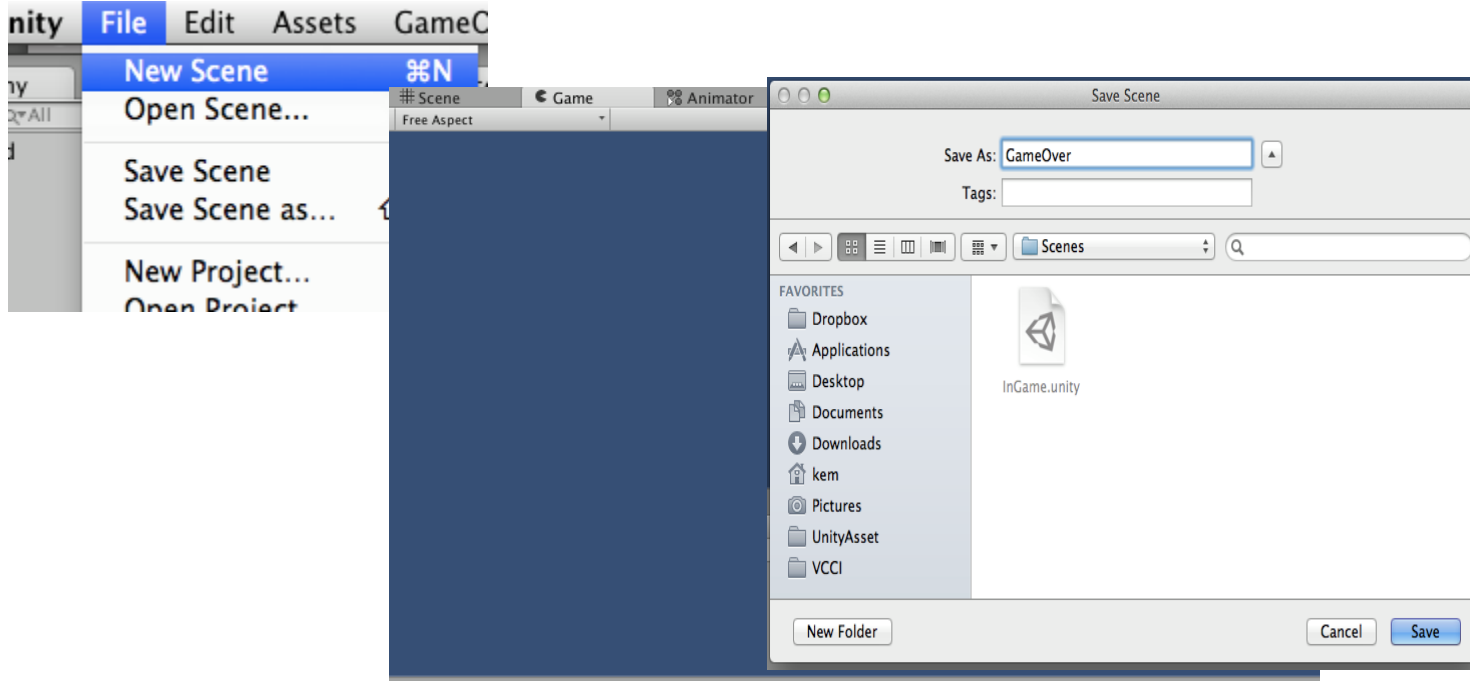 nity File Edit Assets GameO
New Scene ⌘N
Open Scene...
Save Scene
Save Scene as... ⇧
New Project...
Open Project
All
Scene Game Animator
Free Aspect
Save Scene
Save As: GameOver
Tags:
Scenes
FAVORITES
Dropbox
Applications
Desktop
Documents
Downloads
kem
Pictures
UnityAsset
VCCI
InGame.unity
New Folder Cancel Save